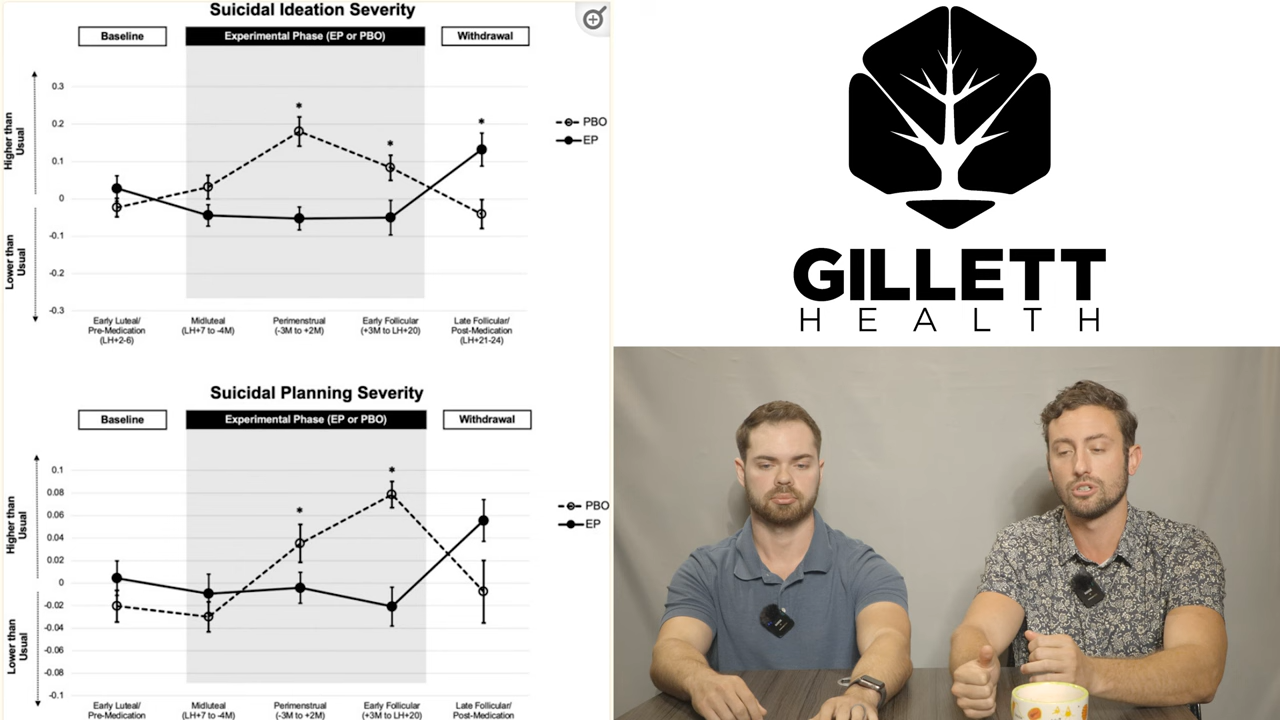 Suicidal Ideation Severity
Baseline
Experimental Phase (EP or PBO)
Withdrawal
Higher than
Usual
Lower than
Usual
0.3
0.2
0.1
0
-0.1
-0.2
-0.3
*
*
*
PBO
EP
Early Luteal/
Pre-Medication
(LH+2-6)
Midluteal
(LH+7 to -4M)
Perimenstrual
(-3M to +2M)
Early Follicular
(+3M to LH+20)
Late Follicular/
Post-Medication
(LH+21-24)
Suicidal Planning Severity
Baseline
Experimental Phase (EP or PBO)
Withdrawal
Higher than
Usual
Lower than
Usual
0.1
0.08
0.06
0.04
0.02
0
-0.02
-0.04
-0.06
-0.08
-0.1
*
*
PBO
EP
Early Luteal/
Pre-Medication
Midluteal
(LH+7 to -4M)
Perimenstrual
(-3M to +2M)
Early Follicular
(+3M to LH+20)
Late Follicular/
Post-Medication
GILLETT
HEALTH